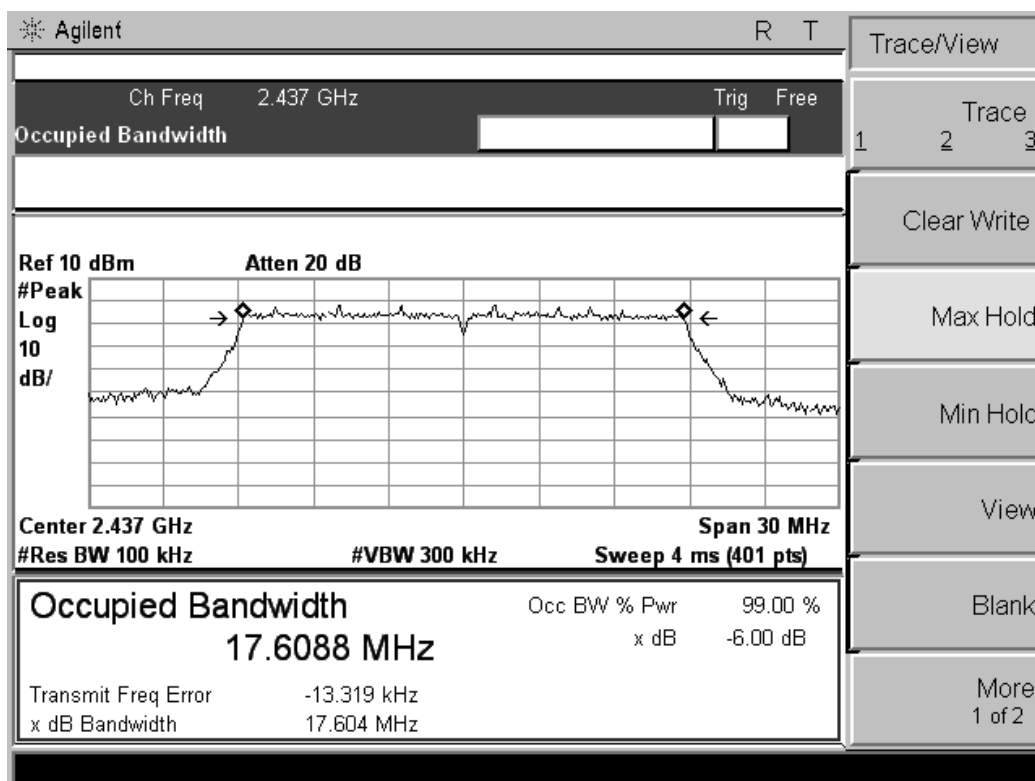 Agilent R T
Ch Freq 2.437 GHz Trig Free
Occupied Bandwidth
Ref 10 dBm Atten 20 dB
#Peak
Log
10
dB/
Center 2.437 GHz Span 30 MHz
#Res BW 100 kHz #VBW 300 kHz Sweep 4 ms (401 pts)
Occupied Bandwidth
17.6088 MHz
Occ BW % Pwr 99.00 %
x dB -6.00 dB
Transmit Freq Error -13.319 kHz
x dB Bandwidth 17.604 MHz
Trace/View
Trace
1 2 3
Clear Write
Max Hold
Min Hold
View
Blank
More
1 of 2